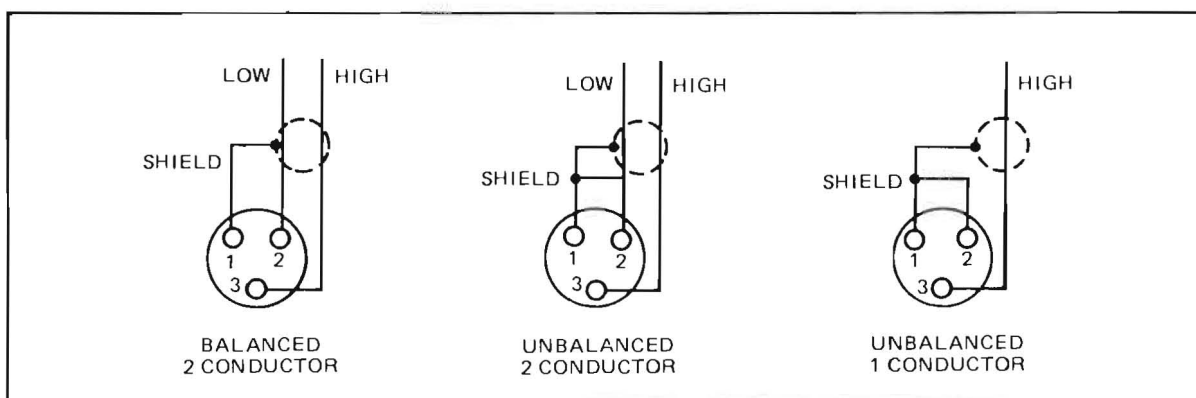 LOW HIGH
SHIELD
1 2
3
BALANCED
2 CONDUCTOR
LOW HIGH
SHIELD
1 2
3
UNBALANCED
2 CONDUCTOR
HIGH
SHIELD
1 2
3
UNBALANCED
1 CONDUCTOR